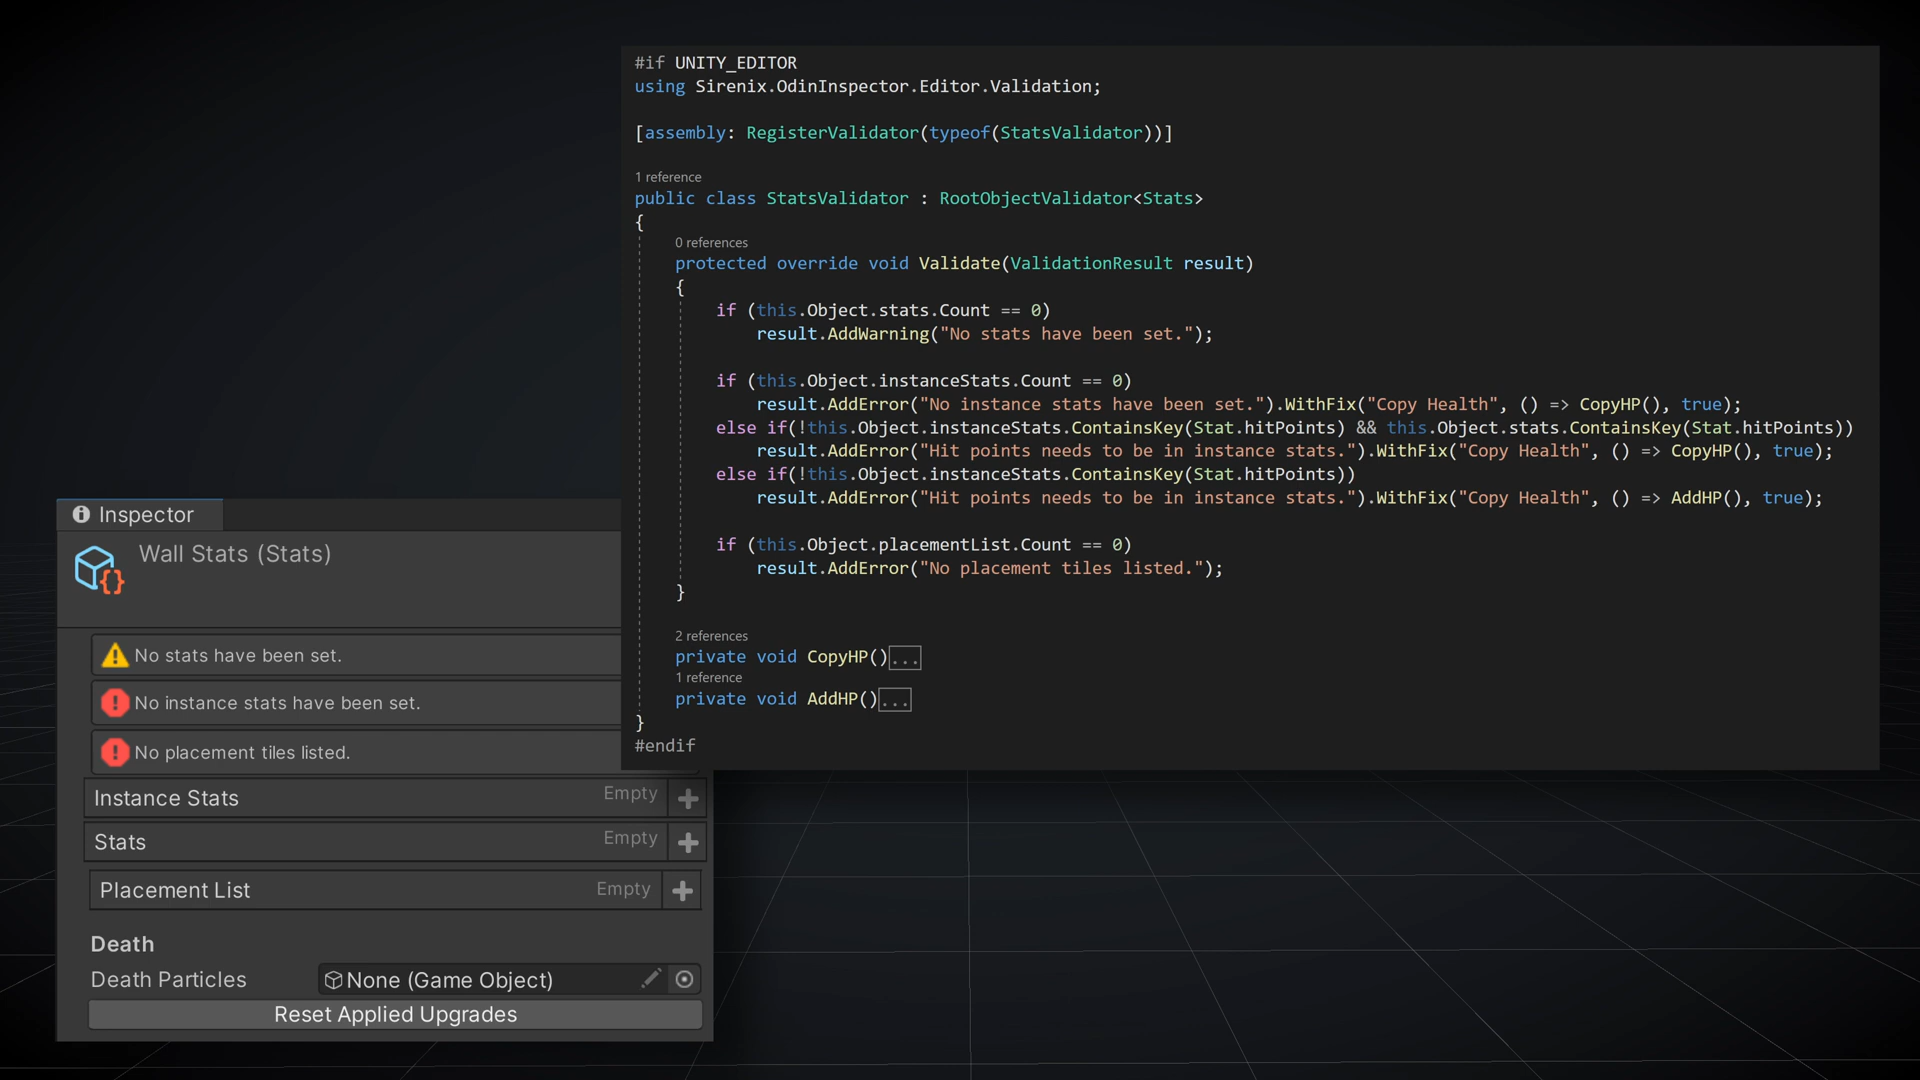 #if UNITY_EDITOR
using Sirenix.OdinInspector.Editor.Validation;
[assembly: RegisterValidator(typeof(StatsValidator))]
1 reference
public class StatsValidator : RootObjectValidator<Stats>
{
0 references
protected override void Validate(ValidationResult result)
{
if (this.Object.stats.Count == 0)
result.AddWarning("No stats have been set.");
if (this.Object.instanceStats.Count == 0)
result.AddError("No instance stats have been set.").WithFix("Copy Health", () => CopyHP(), true);
else if(!this.Object.instanceStats.ContainsKey(Stat.hitPoints) && this.Object.stats.ContainsKey(Stat.hitPoints))
result.AddError("Hit points needs to be in instance stats.").WithFix("Copy Health", () => CopyHP(), true);
else if(!this.Object.instanceStats.ContainsKey(Stat.hitPoints))
result.AddError("Hit points needs to be in instance stats.").WithFix("Copy Health", () => AddHP(), true);
if (this.Object.placementList.Count == 0)
result.AddError("No placement tiles listed.");
}
2 references
private void CopyHP()...
1 reference
private void AddHP()...
}
#endif
Inspector
Wall Stats (Stats)
No stats have been set.
No instance stats have been set.
No placement tiles listed.
Instance Stats Empty +
Stats Empty +
Placement List Empty +
Death
Death Particles None (Game Object)
Reset Applied Upgrades